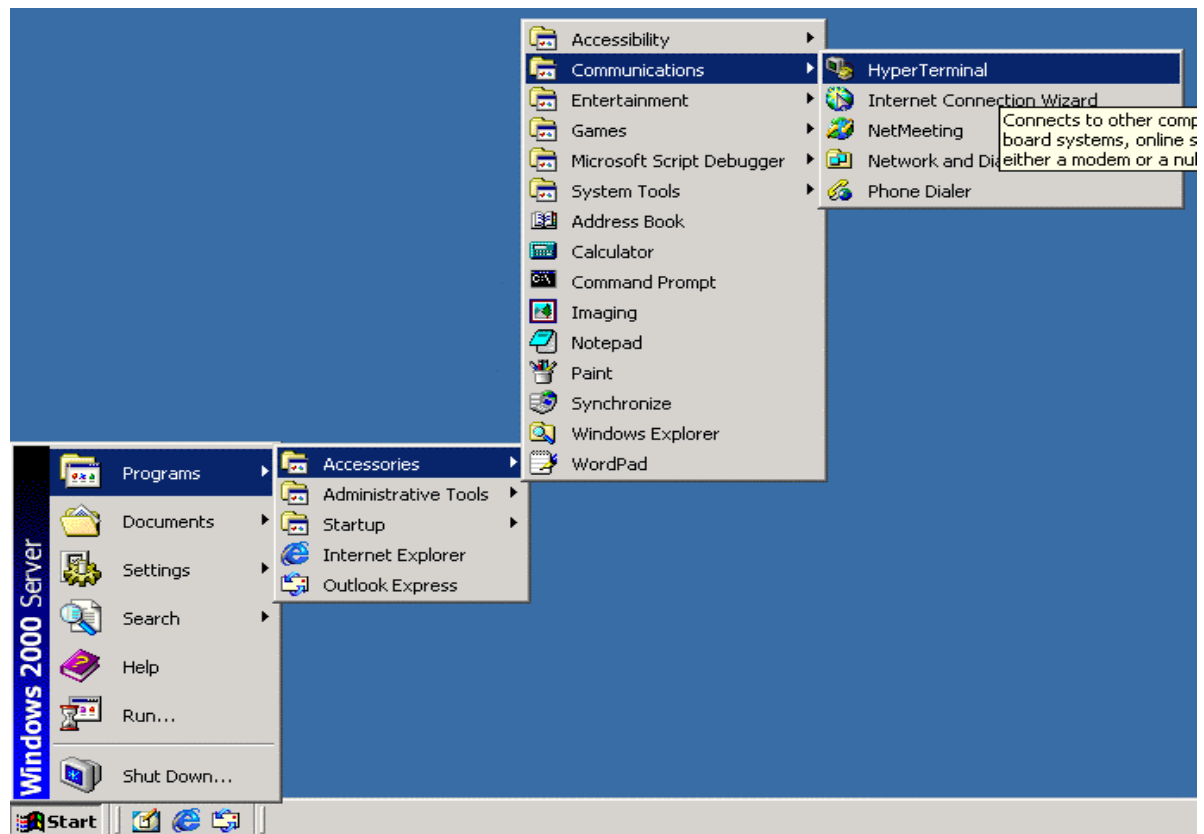 Accessibility
Communications
Entertainment
Games
Microsoft Script Debugger
System Tools
Address Book
Calculator
Command Prompt
Imaging
Notepad
Paint
Synchronize
Windows Explorer
WordPad
HyperTerminal
Internet Connection Wizard
NetMeeting
Network and
Phone Dialer
Connects to other
board systems, online
either a modem or a
Programs
Documents
Settings
Search
Help
Run...
Shut Down...
Accessories
Administrative Tools
Startup
Internet Explorer
Outlook Express
Windows 2000 Server
Start